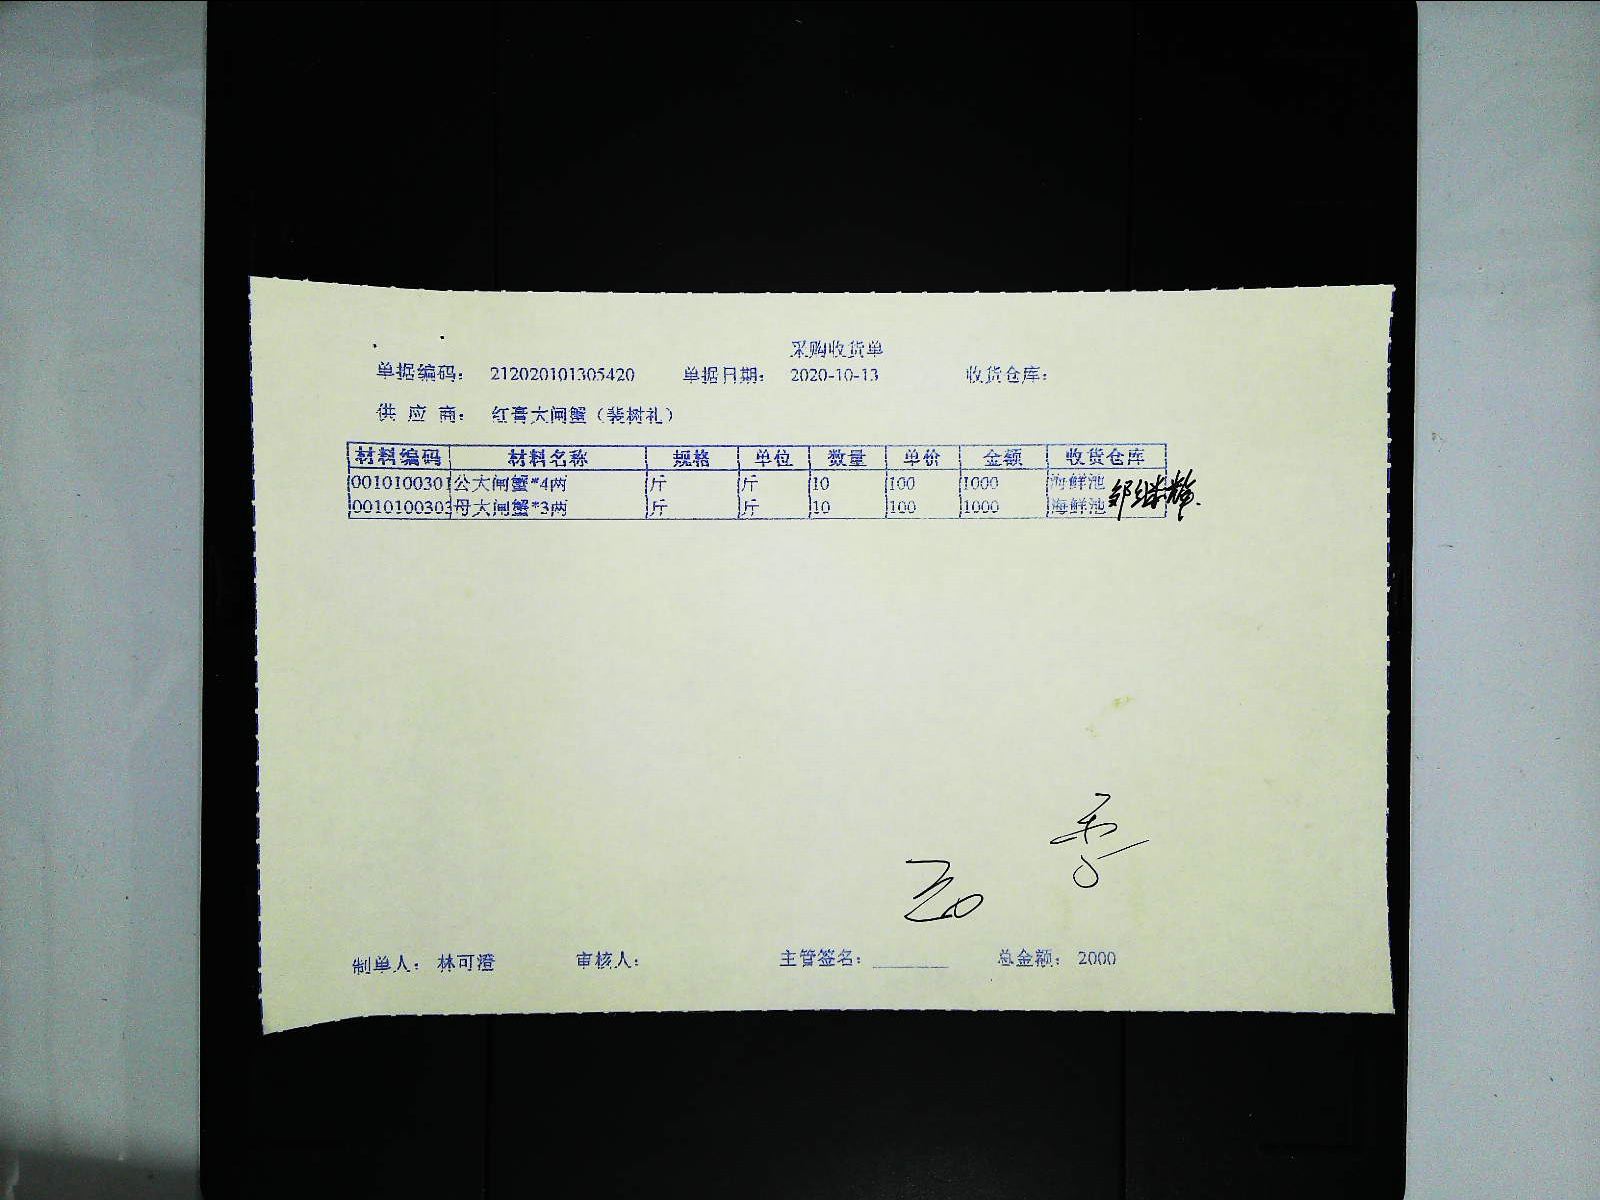 采购收货单
单据编码： 212020101305420 单据日期： 2020-10-13 收货仓库：
供 应 商： 红膏大闸蟹（裴树礼）
材料编码 材料名称 规格 单位 数量 单价 金额 收货仓库
0010100301 公大闸蟹*4两 斤 斤 10 100 1000 海鲜池
0010100303 母大闸蟹*3两 斤 斤 10 100 1000 海鲜池
制单人： 林可澄 审核人： 主管签名： 总金额： 2000